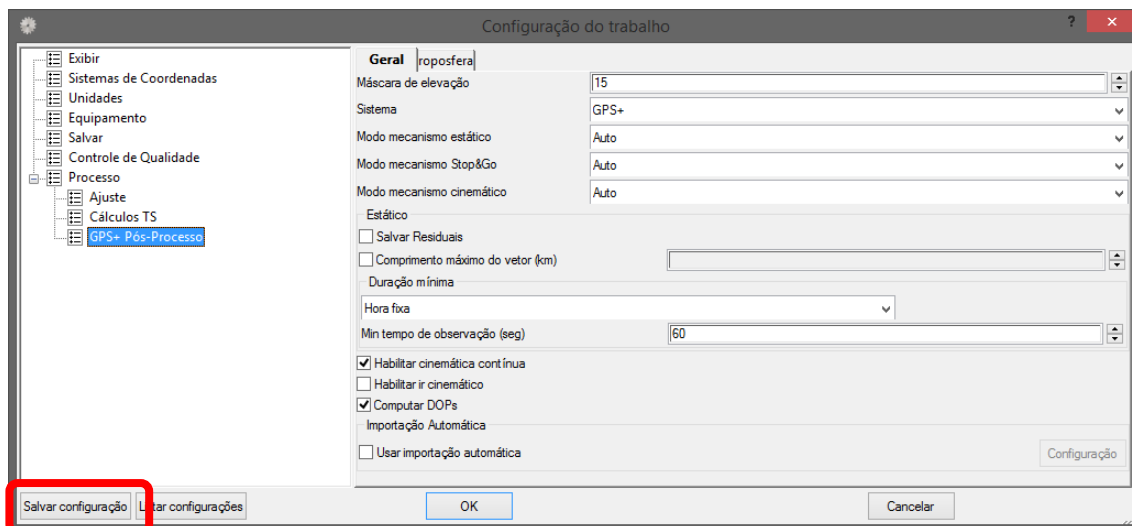 Configuração do trabalho
?
Exibir
Sistemas de Coordenadas
Unidades
Equipamento
Salvar
Controle de Qualidade
Processo
Ajuste
Cálculos TS
GPS+ Pós-Processo
Geral roposfera
Máscara de elevação 15
Sistema GPS+
Modo mecanismo estático Auto
Modo mecanismo Stop&Go Auto
Modo mecanismo cinemático Auto
Estático
Salvar Residuais
Comprimento máximo do vetor (km)
Duração mínima
Hora fixa
Min tempo de observação (seg) 60
Habilitar cinemática contínua
Habilitar ir cinemático
Computar DOPs
Importação Automática
Usar importação automática Configuração
Salvar configuração configurações OK Cancelar